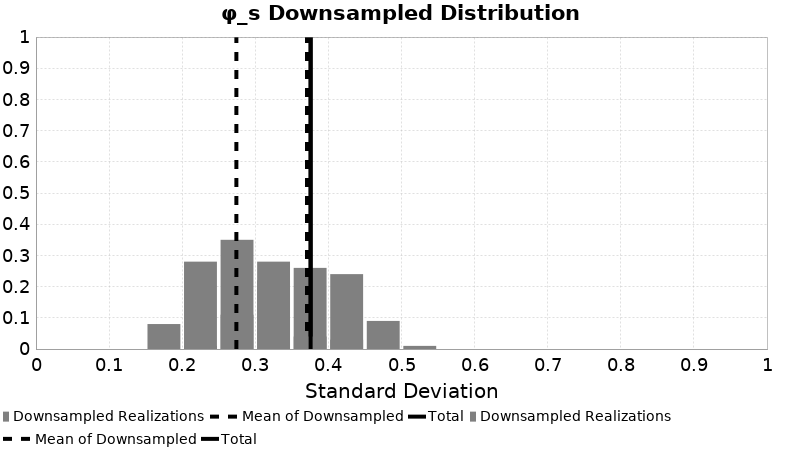 φ_s Downsampled Distribution
1
0.9
0.8
0.7
0.6
0.5
0.4
0.3
0.2
0.1
0
0 0.1 0.2 0.3 0.4 0.5 0.6 0.7 0.8 0.9 1
Standard Deviation
Downsampled Realizations Mean of Downsampled Total Downsampled Realizations
Mean of Downsampled Total